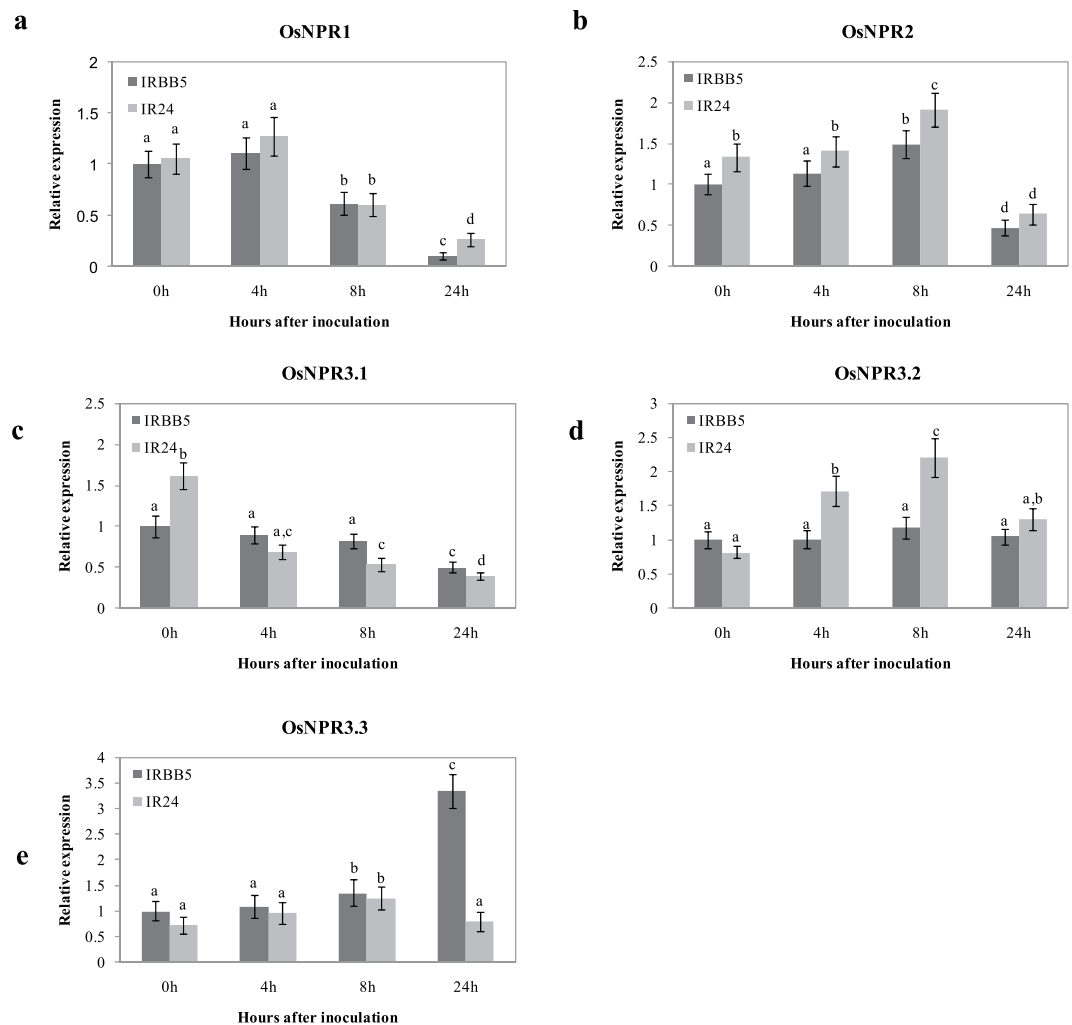 a
OsNPR1
Relative expression
2
1.5
1
0.5
0
IRBB5
IR24
a a a a b b c d
0h 4h 8h 24h
Hours after inoculation
b
OsNPR2
Relative expression
2.5
2
1.5
1
0.5
0
IRBB5
IR24
a b a b b c d d
0h 4h 8h 24h
Hours after inoculation
c
OsNPR3.1
Relative expression
2.5
2
1.5
1
0.5
0
IRBB5
IR24
a b a a,c a c c d
0h 4h 8h 24h
Hours after inoculation
d
OsNPR3.2
Relative expression
3
2.5
2
1.5
1
0.5
0
IRBB5
IR24
a a a b a c a a,b
0h 4h 8h 24h
Hours after inoculation
e
OsNPR3.3
Relative expression
4
3.5
3
2.5
2
1.5
1
0.5
0
IRBB5
IR24
a a a a b b c a
0h 4h 8h 24h
Hours after inoculation